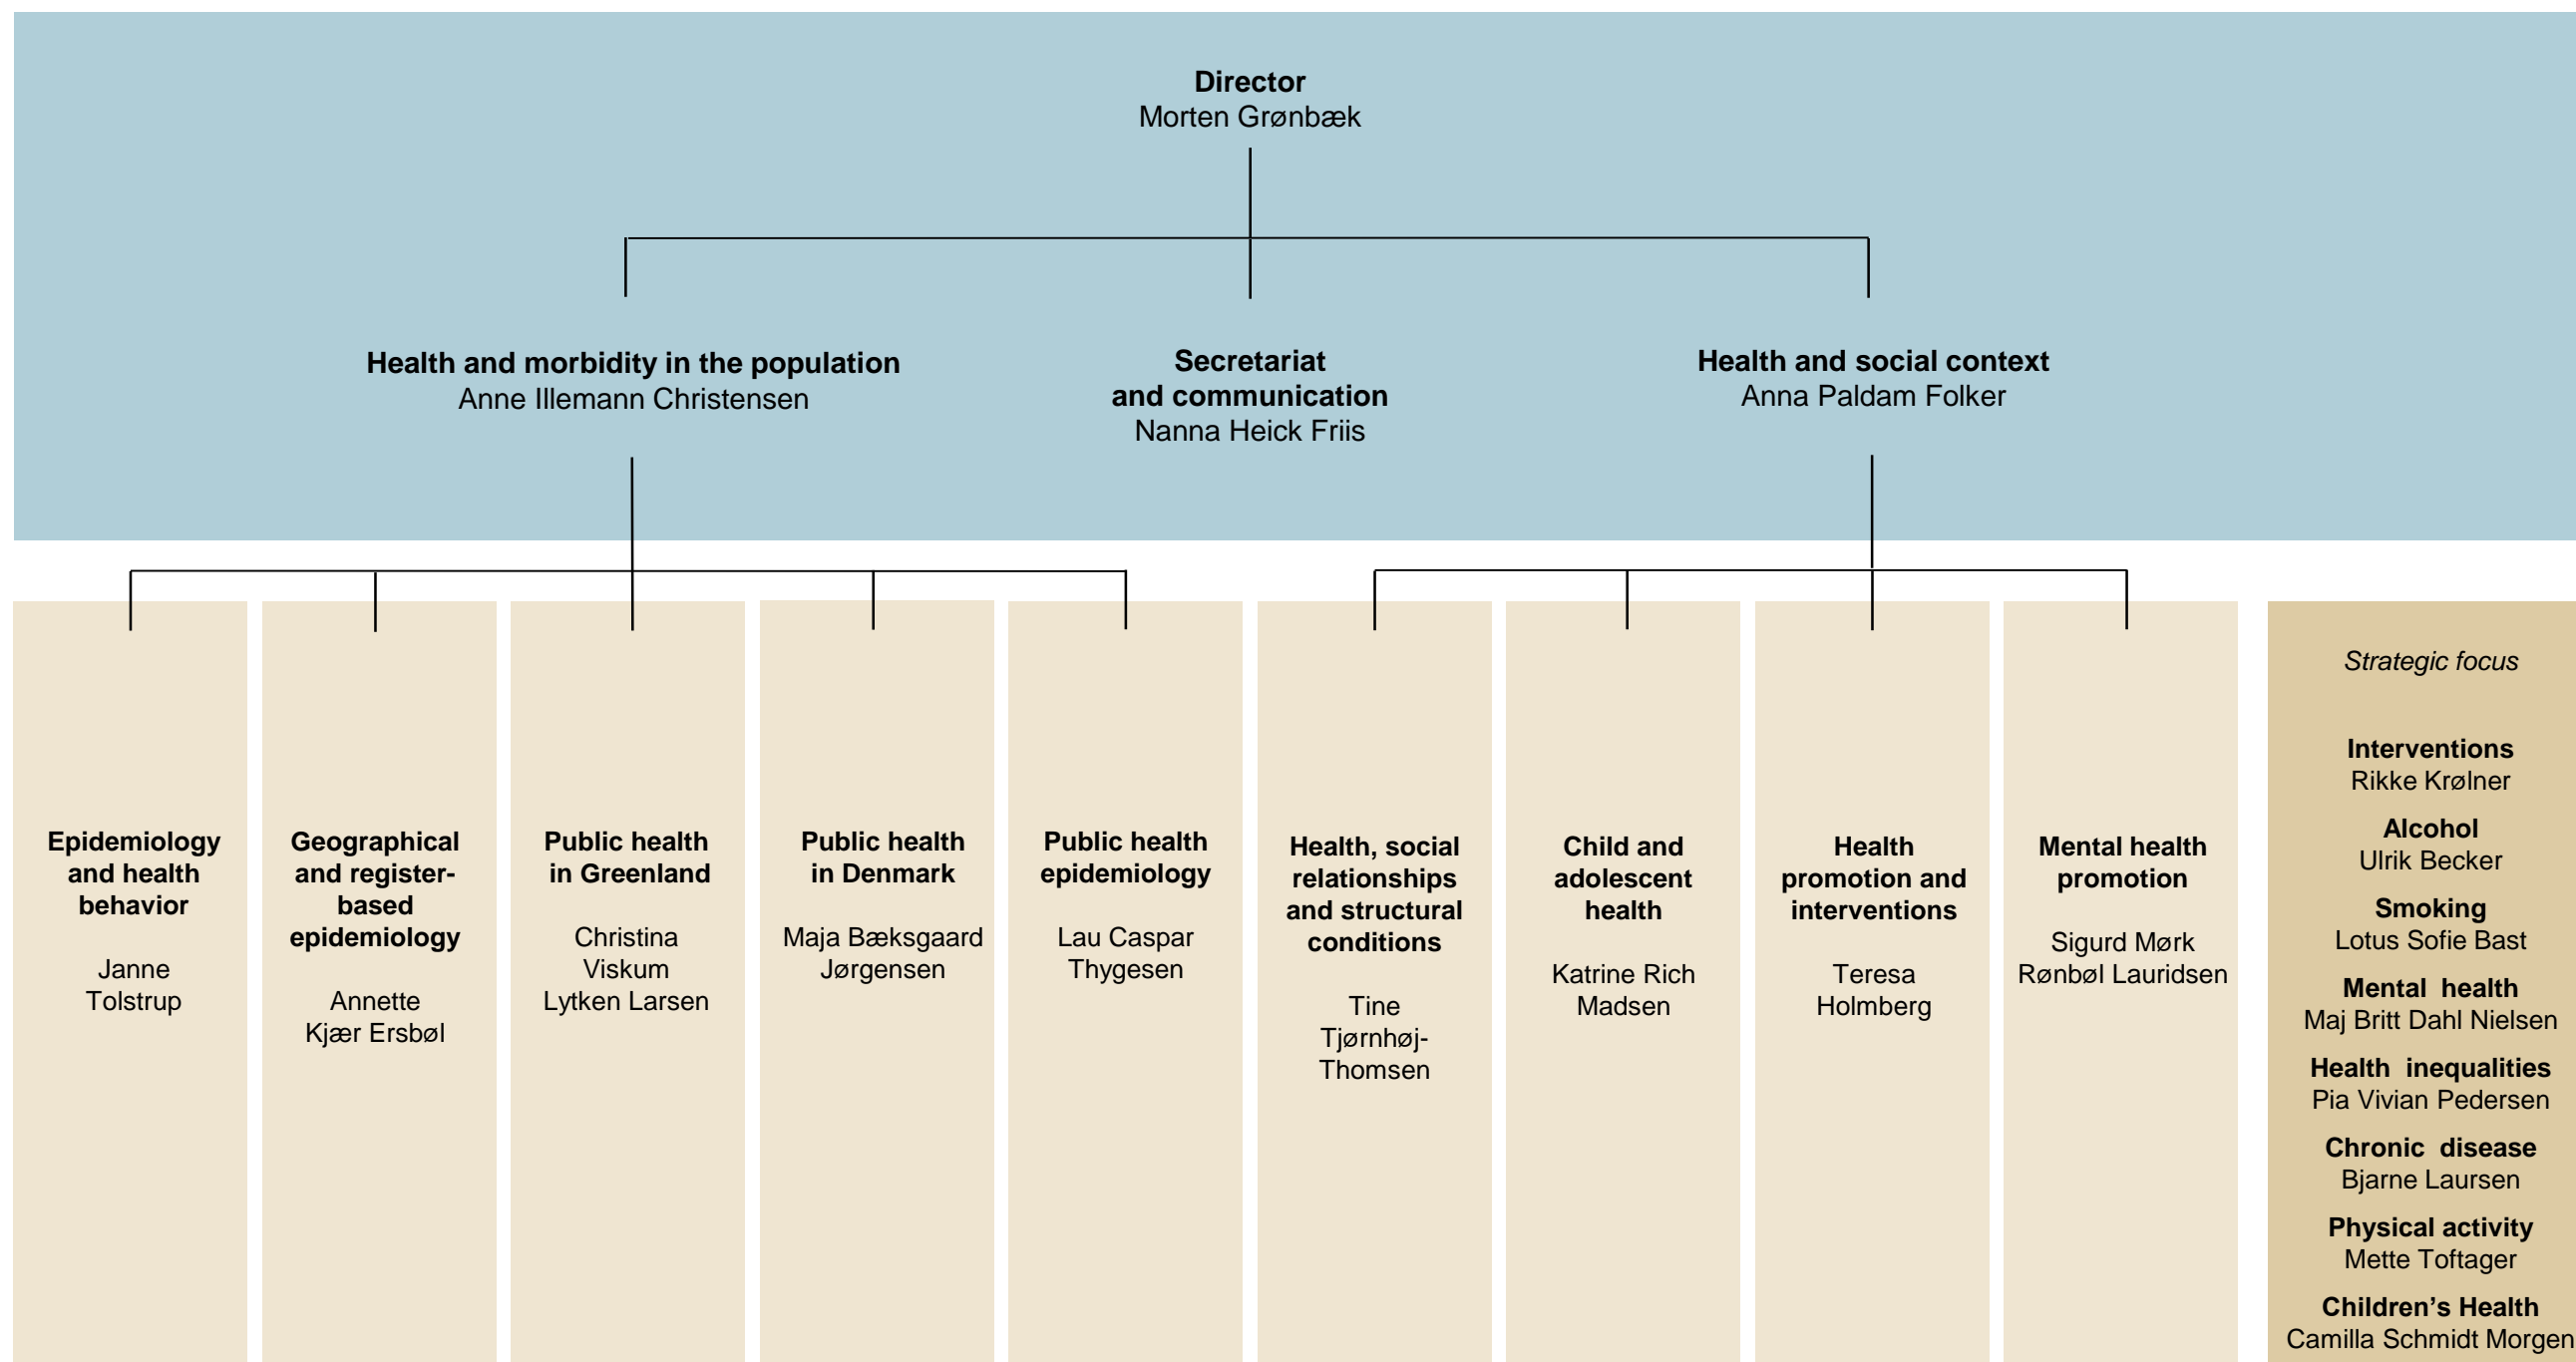 Director
Morten Grønbæk
Health and morbidity in the population
Anne Illemann Christensen
Secretariat
and communication
Nanna Heick Friis
Health and social context
Anna Paldam Folker
Epidemiology
and health
behavior
Janne
Tolstrup
Geographical
and register-
based
epidemiology
Annette
Kjær Ersbøl
Public health
in Greenland
Christina
Viskum
Lytken Larsen
Public health
in Denmark
Maja Bæksgaard
Jørgensen
Public health
epidemiology
Lau Caspar
Thygesen
Health, social
relationships
and structural
conditions
Tine
Tjørnhøj-
Thomsen
Child and
adolescent
health
Katrine Rich
Madsen
Health
promotion and
interventions
Teresa
Holmberg
Mental health
promotion
Sigurd Mørk
Rønbøl Lauridsen
Strategic focus
Interventions
Rikke Krølner
Alcohol
Ulrik Becker
Smoking
Lotus Sofie Bast
Mental health
Maj Britt Dahl Nielsen
Health inequalities
Pia Vivian Pedersen
Chronic disease
Bjarne Laursen
Physical activity
Mette Toftager
Children’s Health
Camilla Schmidt Morgen